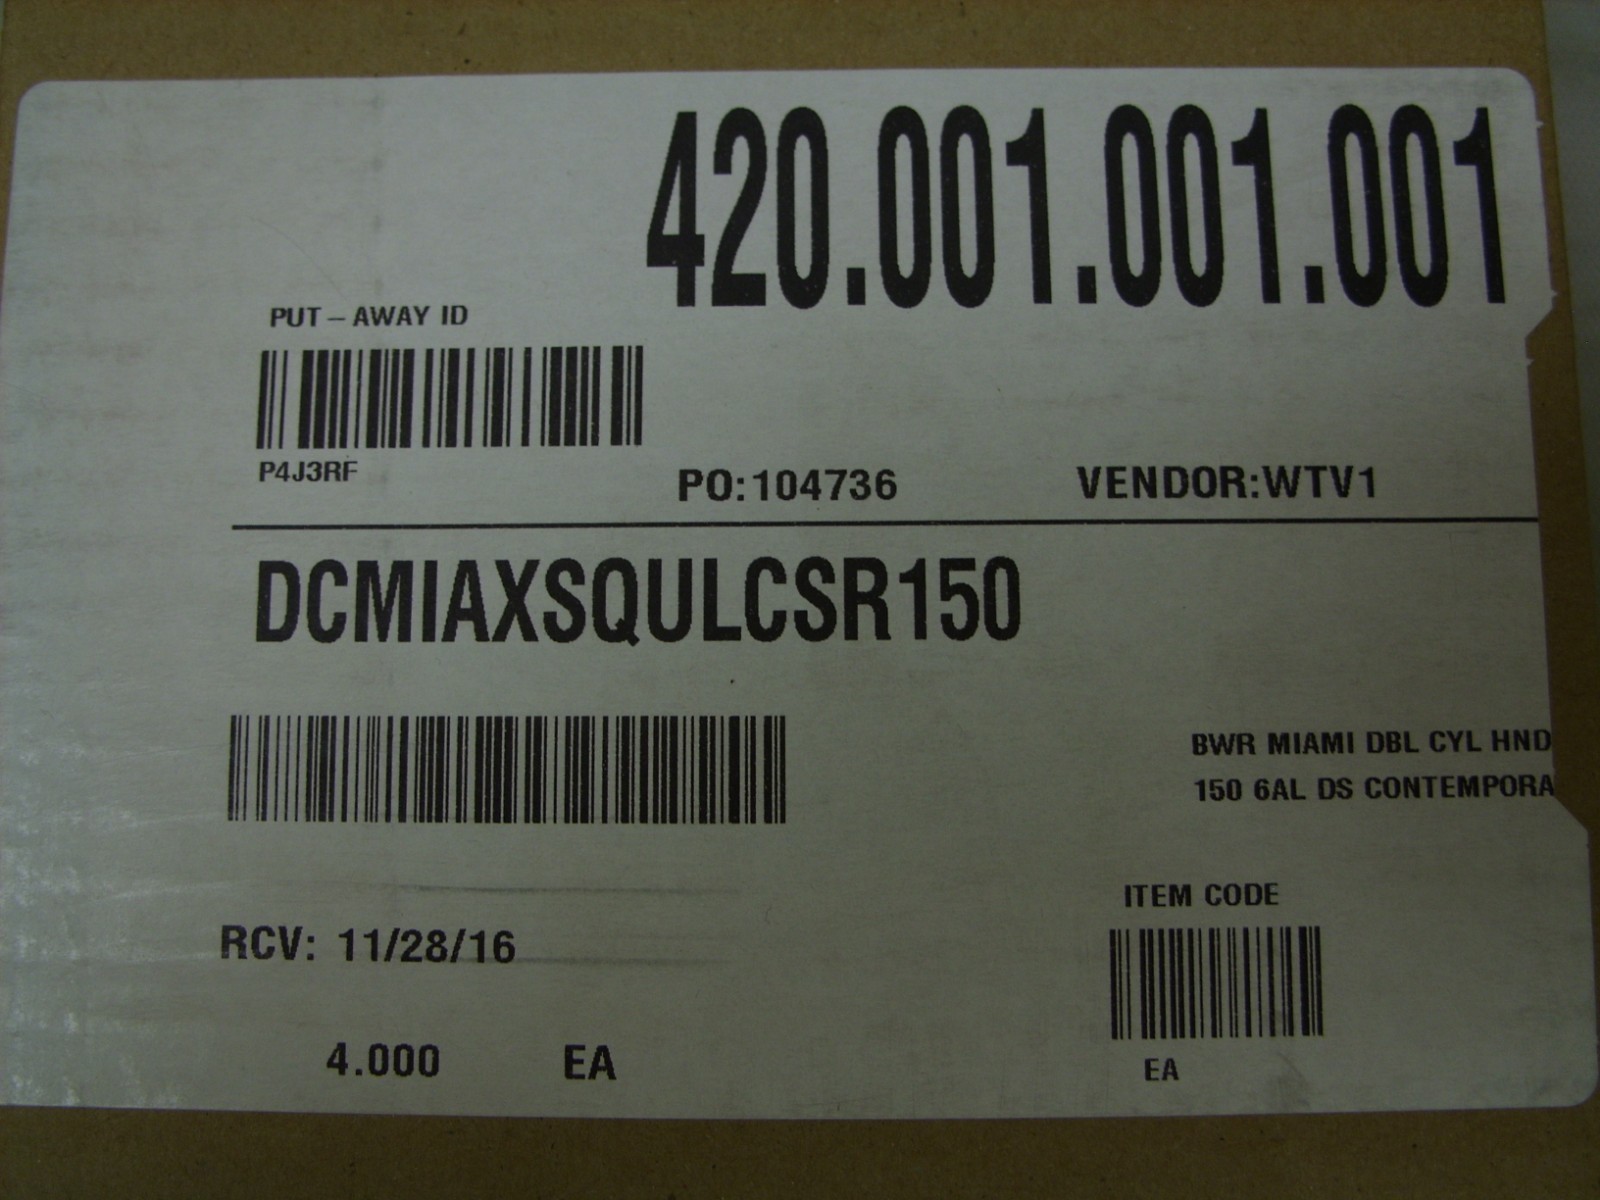 420.001.001.001
PUT-AWAY ID
P4J3RF
PO:104736
VENDOR:WTV1
DCMIAXSQULCSR150
BWR MIAMI DBL CYL HND
150 6AL DS CONTEMPORA
RCV: 11/28/16
ITEM CODE
4.000 EA
EA